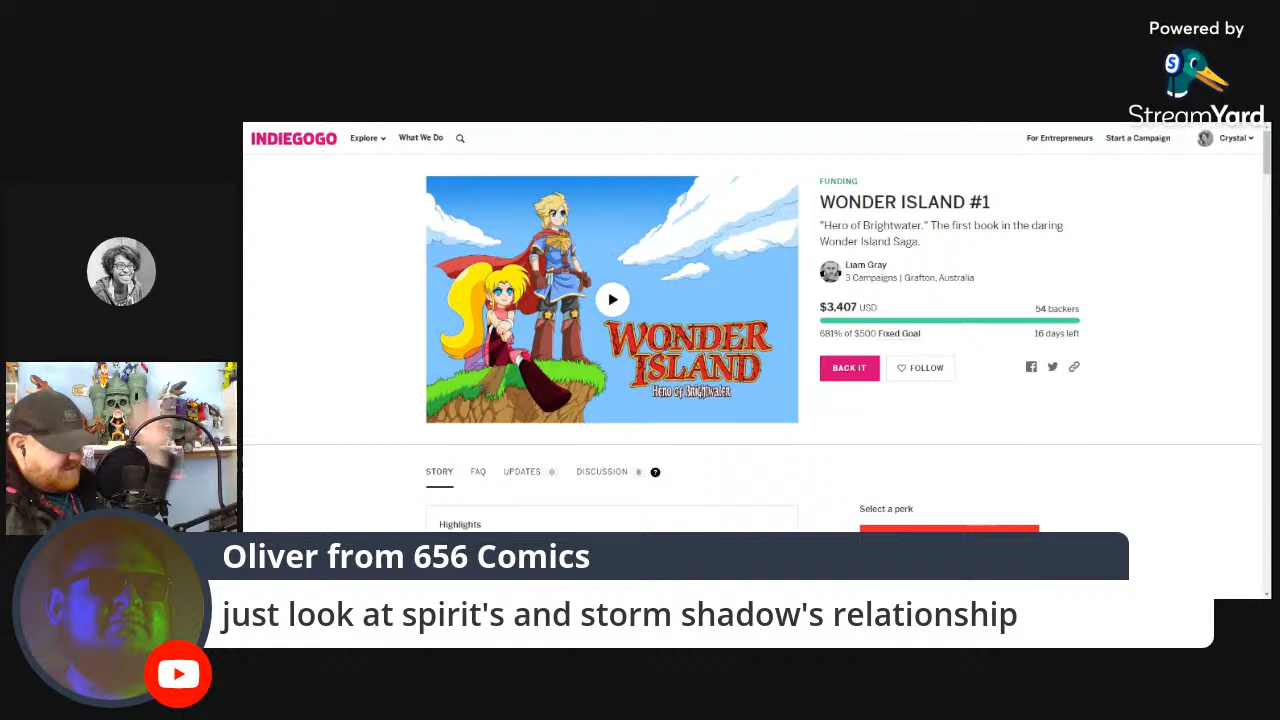 Powered by
S
StreamYard
INDIEGOGO Explore What We Do
For Entrepreneurs Start a Campaign Crystal
FUNDING
WONDER ISLAND #1
"Hero of Brightwater." The first book in the daring
Wonder Island Saga.
Liam Gray
3 Campaigns | Grafton, Australia
$3,407 USD 54 backers
681% of $500 Fixed Goal 16 days left
BACK IT FOLLOW
WONDER
ISLAND
Hero of Brightwater
STORY FAQ UPDATES 0 DISCUSSION 8 ?
Highlights
Select a perk
Oliver from 656 Comics
just look at spirit's and storm shadow's relationship